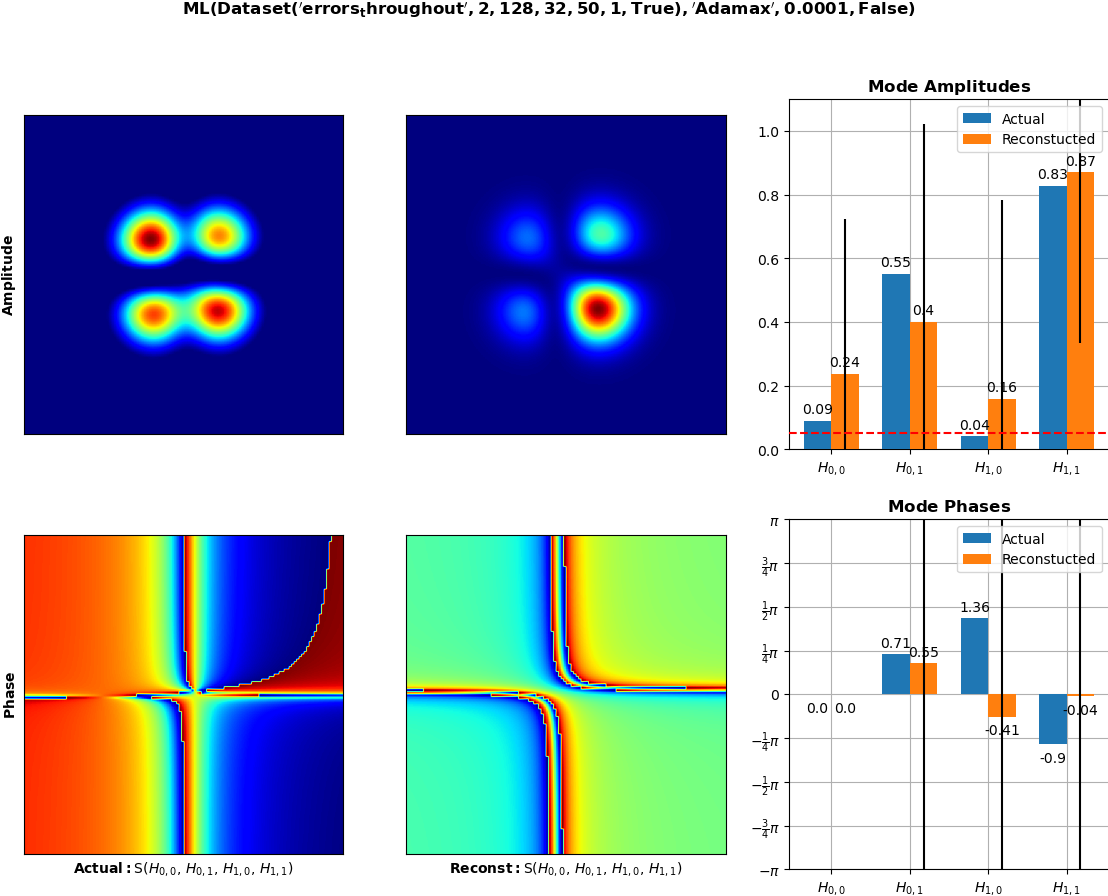 ML(Dataset('errors_throughout', 2, 128, 32, 50, 1, True), 'Adamax', 0.0001, False)
Amplitude
Mode Amplitudes
Actual
Reconstucted
1.0
0.8
0.6
0.4
0.2
0.0
0.09
0.24
0.55
0.4
0.04
0.16
0.83
0.87
H0,0
H0,1
H1,0
H1,1
Phase
Actual: S(H0,0, H0,1, H1,0, H1,1)
Reconst: S(H0,0, H0,1, H1,0, H1,1)
Mode Phases
Actual
Reconstucted
π
3/4π
1/2π
1/4π
0
−1/4π
−1/2π
−3/4π
−π
0.0
0.0
0.71
0.55
1.36
-0.41
-0.9
-0.04
H0,0
H0,1
H1,0
H1,1